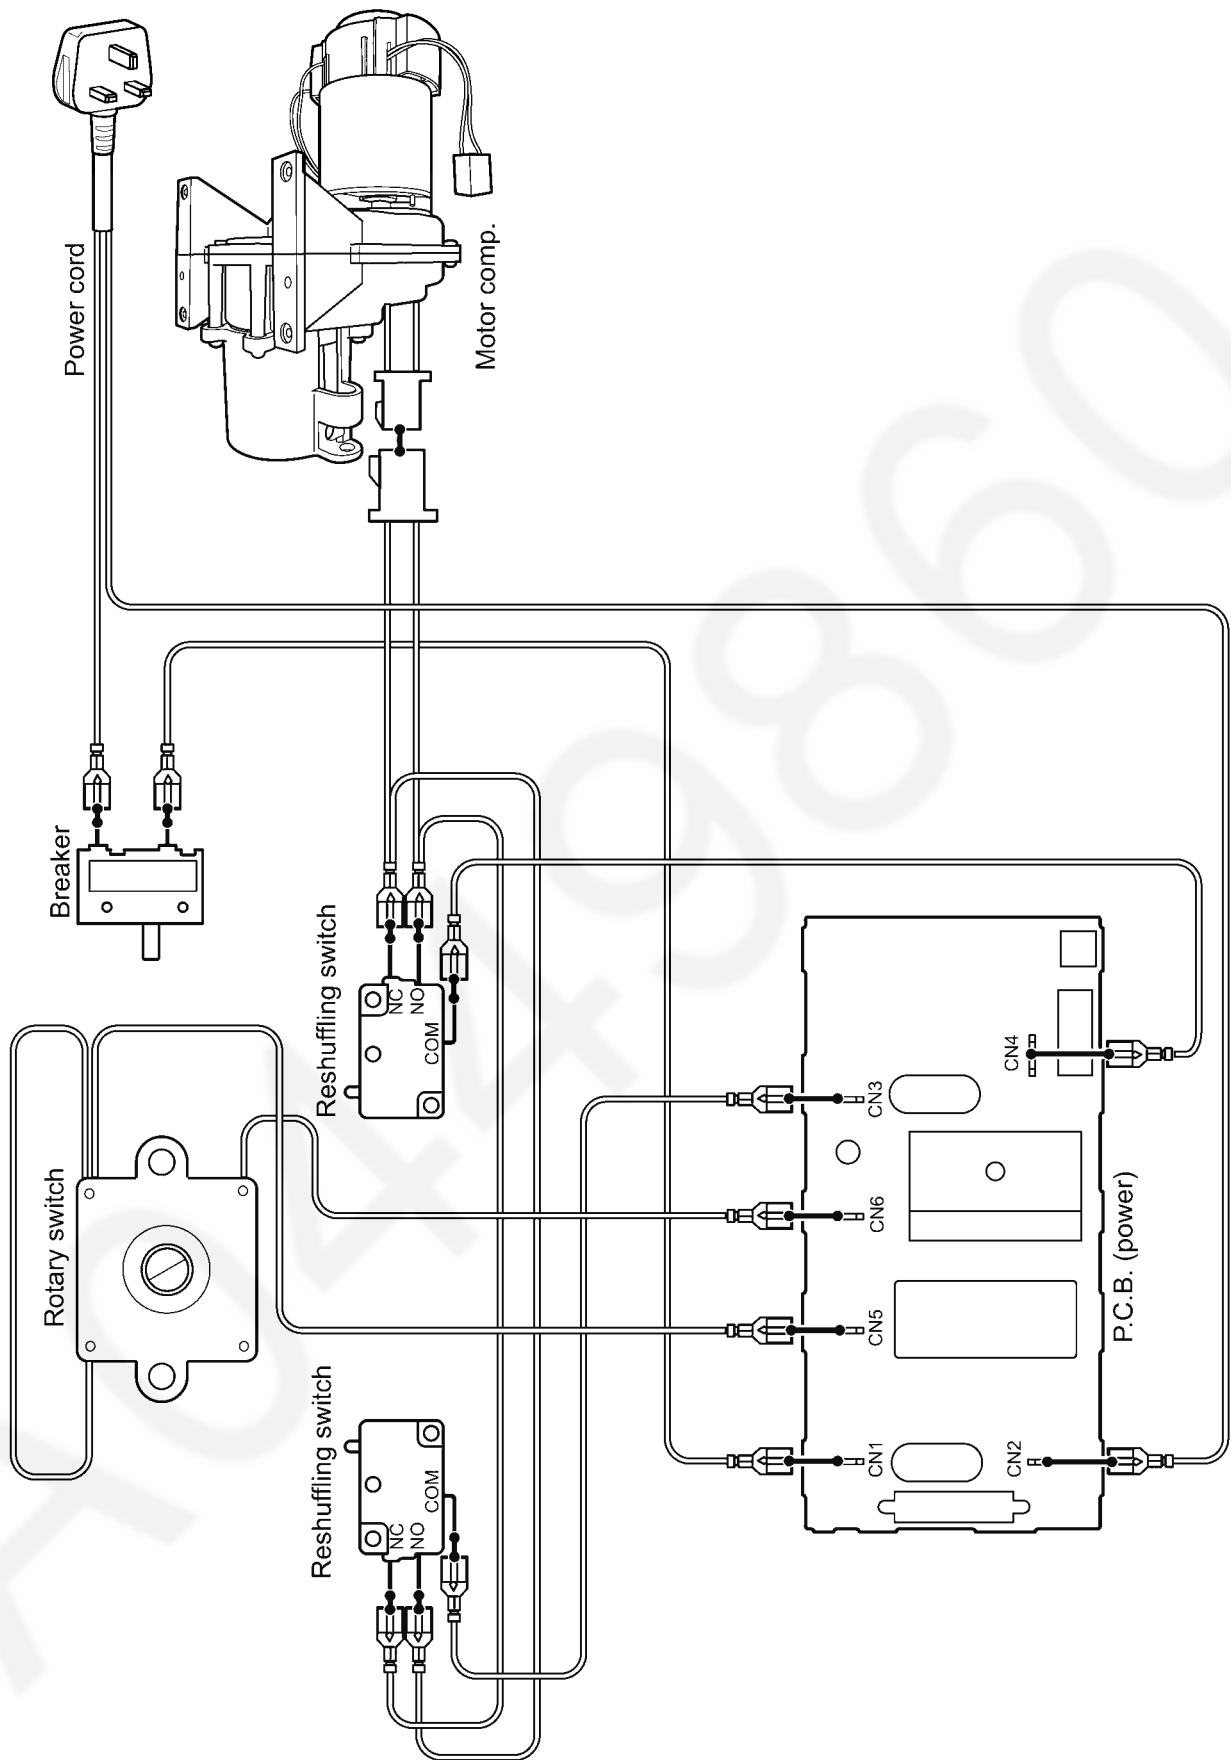 Rotary switch
Breaker
Power cord
Reshuffling switch
NC
NO
COM
Reshuffling switch
NC
NO
COM
Motor comp.
CN1
CN5
CN6
CN3
CN2
CN4
P.C.B. (power)